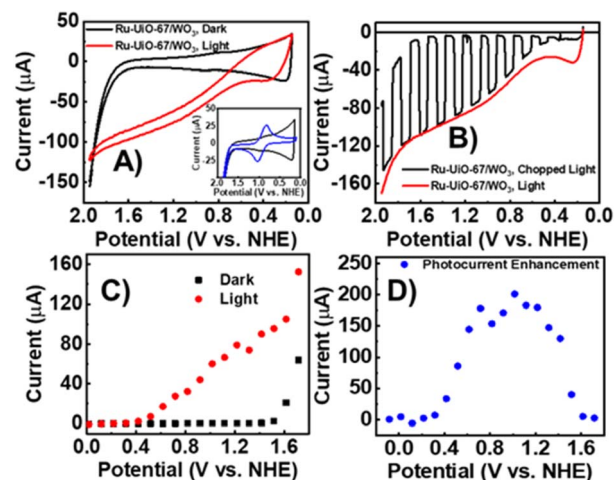 A)
Ru-UiO-67/WO₃, Dark
Ru-UiO-67/WO₃, Light
Current (μA)
50
0
-50
-100
-150
2.0 1.6 1.2 0.8 0.4 0.0
Potential (V vs. NHE)
Current (μA)
50
25
0
-25
2.0 1.5 1.0 0.5 0.0
Potential (V vs. NHE)
B)
Ru-UiO-67/WO₃, Chopped Light
Ru-UiO-67/WO₃, Light
Current (μA)
0
-40
-80
-120
-160
2.0 1.6 1.2 0.8 0.4 0.0
Potential (V vs. NHE)
C)
Dark
Light
Current (μA)
160
120
80
40
0
0.0 0.4 0.8 1.2 1.6
Potential (V vs. NHE)
D)
Photocurrent Enhancement
Current (μA)
250
200
150
100
50
0
0.0 0.4 0.8 1.2 1.6
Potential (V vs. NHE)